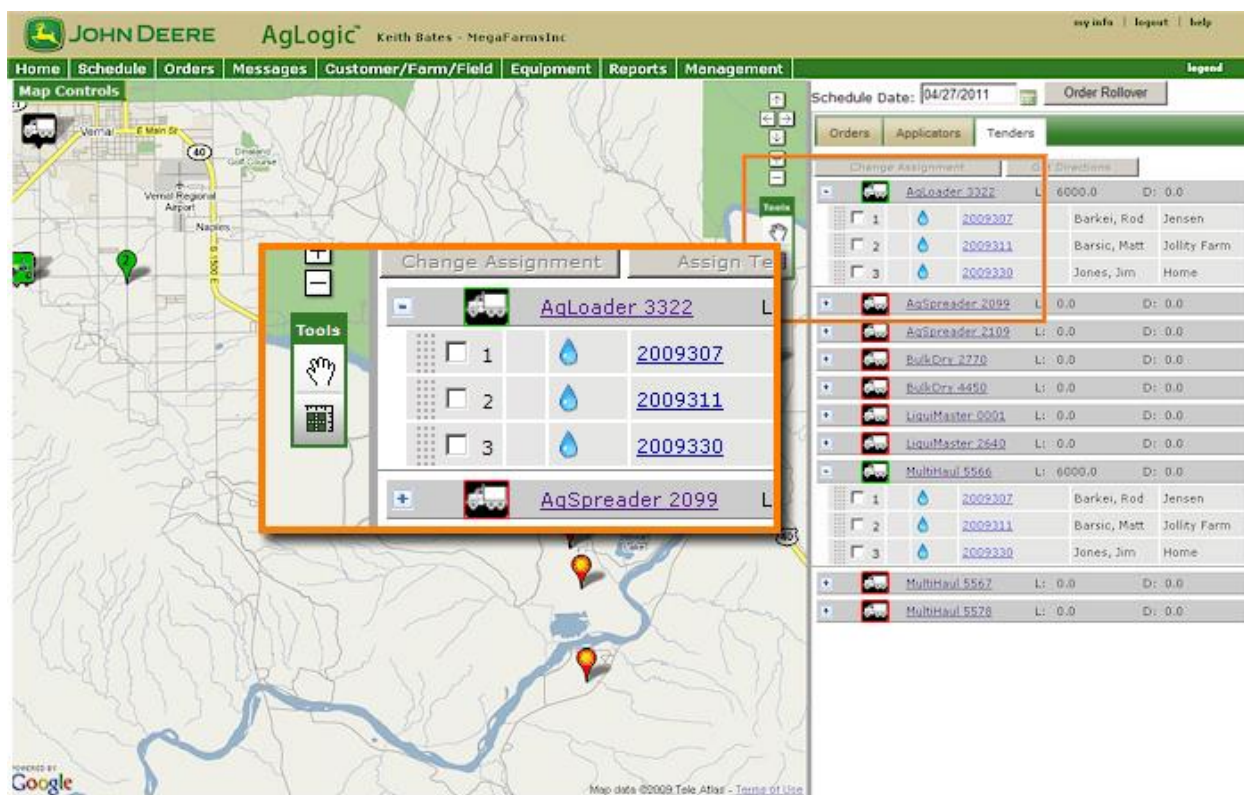 JOHN DEERE AgLogic™ Keith Bates - MegaFarmsInc my info | logout | help
Home Schedule Orders Messages Customer/Farm/Field Equipment Reports Management legend
Map Controls
Vernal E Main St
40
Dinaland Golf Course
Vernal Regional Airport
Naples
S 1500 E
Tools
Schedule Date: 04/27/2011 Order Rollover
Orders Applicators Tenders
Change Assignment Directions
- AgLoader 3322 L: 6000.0 D: 0.0
1 2009307 Barkei, Rod Jensen
2 2009311 Barsic, Matt Jollity Farm
3 2009330 Jones, Jim Home
+ AgSpreader 2099 L: 0.0 D: 0.0
+ AgSpreader 2109 L: 0.0 D: 0.0
+ BulkDry 2770 L: 0.0 D: 0.0
+ BulkDry 4450 L: 0.0 D: 0.0
+ LiquiMaster 0001 L: 0.0 D: 0.0
+ LiquiMaster 2640 L: 0.0 D: 0.0
- MultiHaul 5566 L: 6000.0 D: 0.0
1 2009307 Barkei, Rod Jensen
2 2009311 Barsic, Matt Jollity Farm
3 2009330 Jones, Jim Home
+ MultiHaul 5567 L: 0.0 D: 0.0
+ MultiHaul 5578 L: 0.0 D: 0.0
Change Assignment Assign Te
- AgLoader 3322 L
Tools
1 2009307
2 2009311
3 2009330
+ AgSpreader 2099 L
2
POWERED BY
Google
Map data ©2009 Tele Atlas - Terms of Use